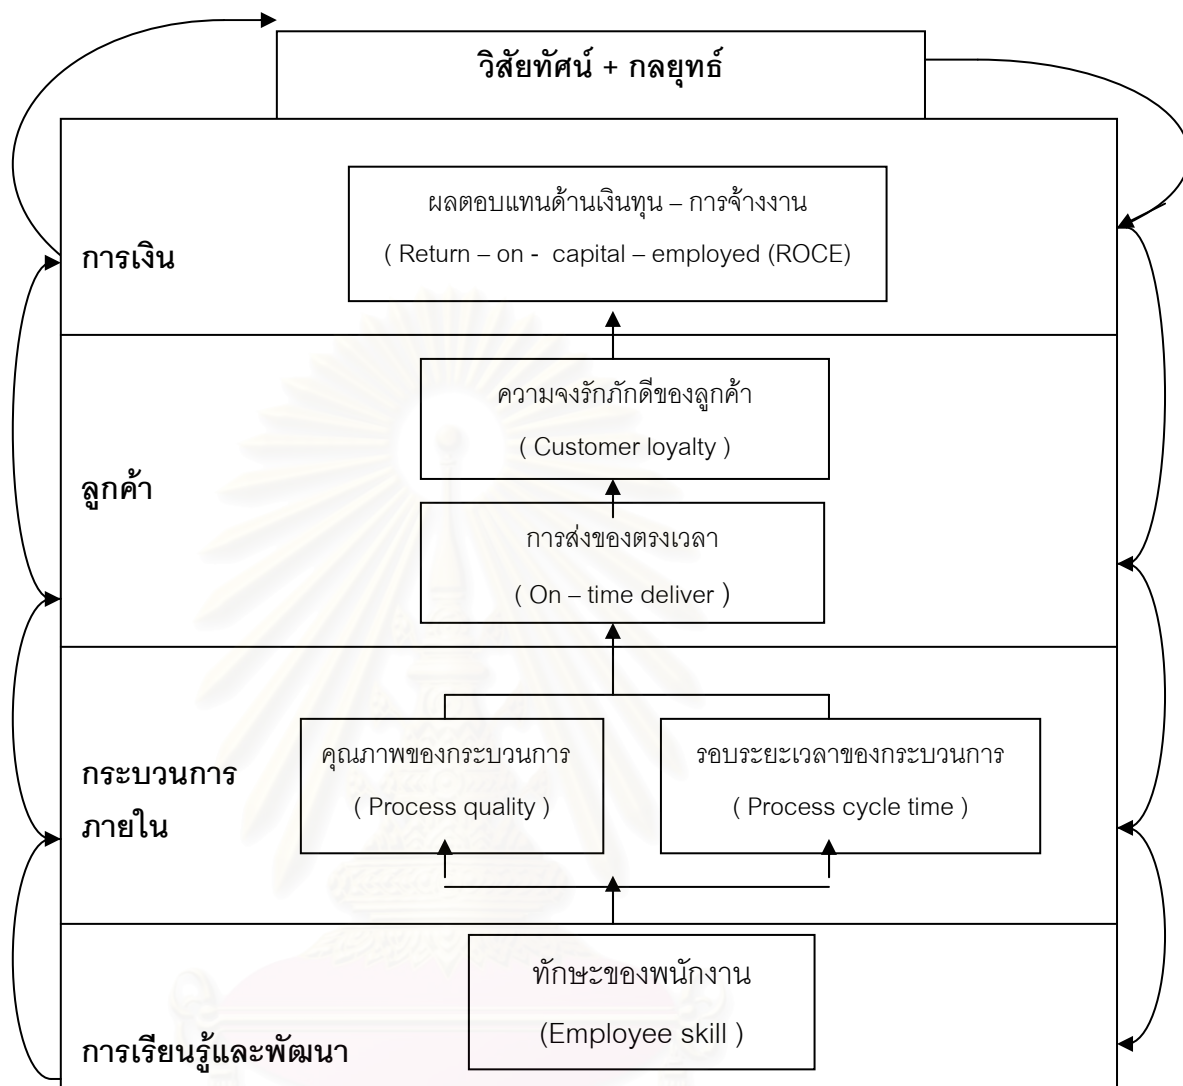 วิสัยทัศน์ + กลยุทธ์
ผลตอบแทนด้านเงินทุน – การจ้างงาน
( Return – on - capital – employed (ROCE)
การเงิน
ความจงรักภักดีของลูกค้า
( Customer loyalty )
ลูกค้า
การส่งของตรงเวลา
( On – time deliver )
คุณภาพของกระบวนการ
( Process quality )
รอบระยะเวลาของกระบวนการ
( Process cycle time )
กระบวนการ
ภายใน
ทักษะของพนักงาน
(Employee skill )
การเรียนรู้และพัฒนา